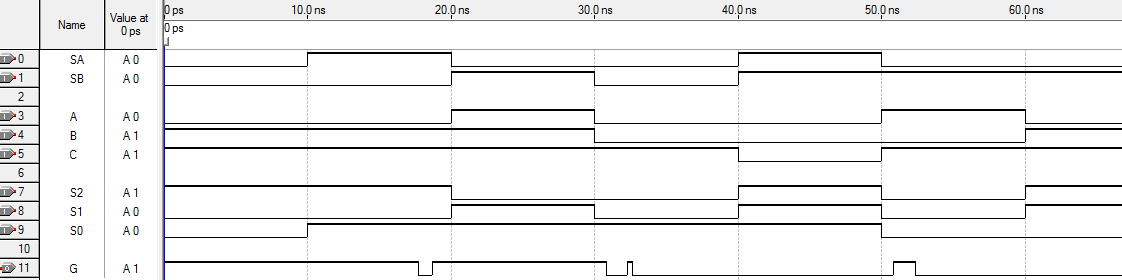 Name
Value at
0 ps
0 ps
10.0 ns
20.0 ns
30.0 ns
40.0 ns
50.0 ns
60.0 ns
0 ps
0 SA A 0
1 SB A 0
2
3 A A 0
4 B A 1
5 C A 1
6
7 S2 A 1
8 S1 A 0
9 S0 A 0
10
11 G A 1